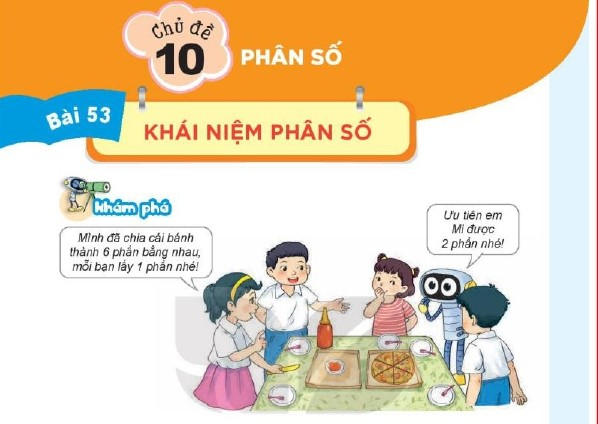 Chủ đề
10
PHÂN SỐ
Bài 53
KHÁI NIỆM PHÂN SỐ
Khám phá
Mình đã chia cái bánh
thành 6 phần bằng nhau,
mỗi bạn lấy 1 phần nhé!
Ưu tiên em
Mi được
2 phần nhé!